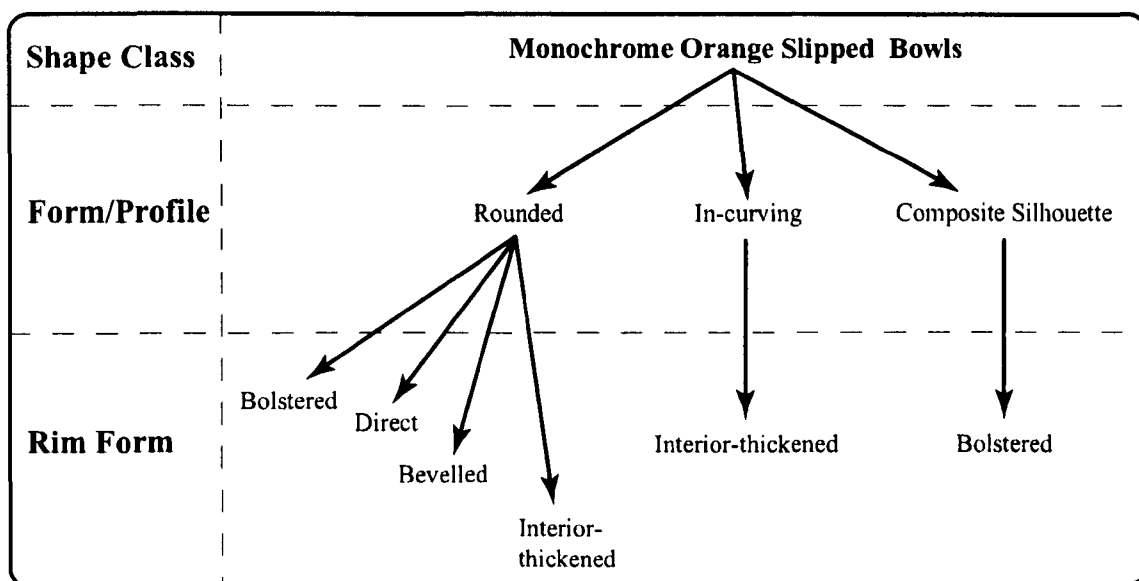 Shape Class
Monochrome Orange Slipped Bowls
Form/Profile
Rounded
In-curving
Composite Silhouette
Rim Form
Bolstered
Direct
Bevelled
Interior-
thickened
Interior-thickened
Bolstered